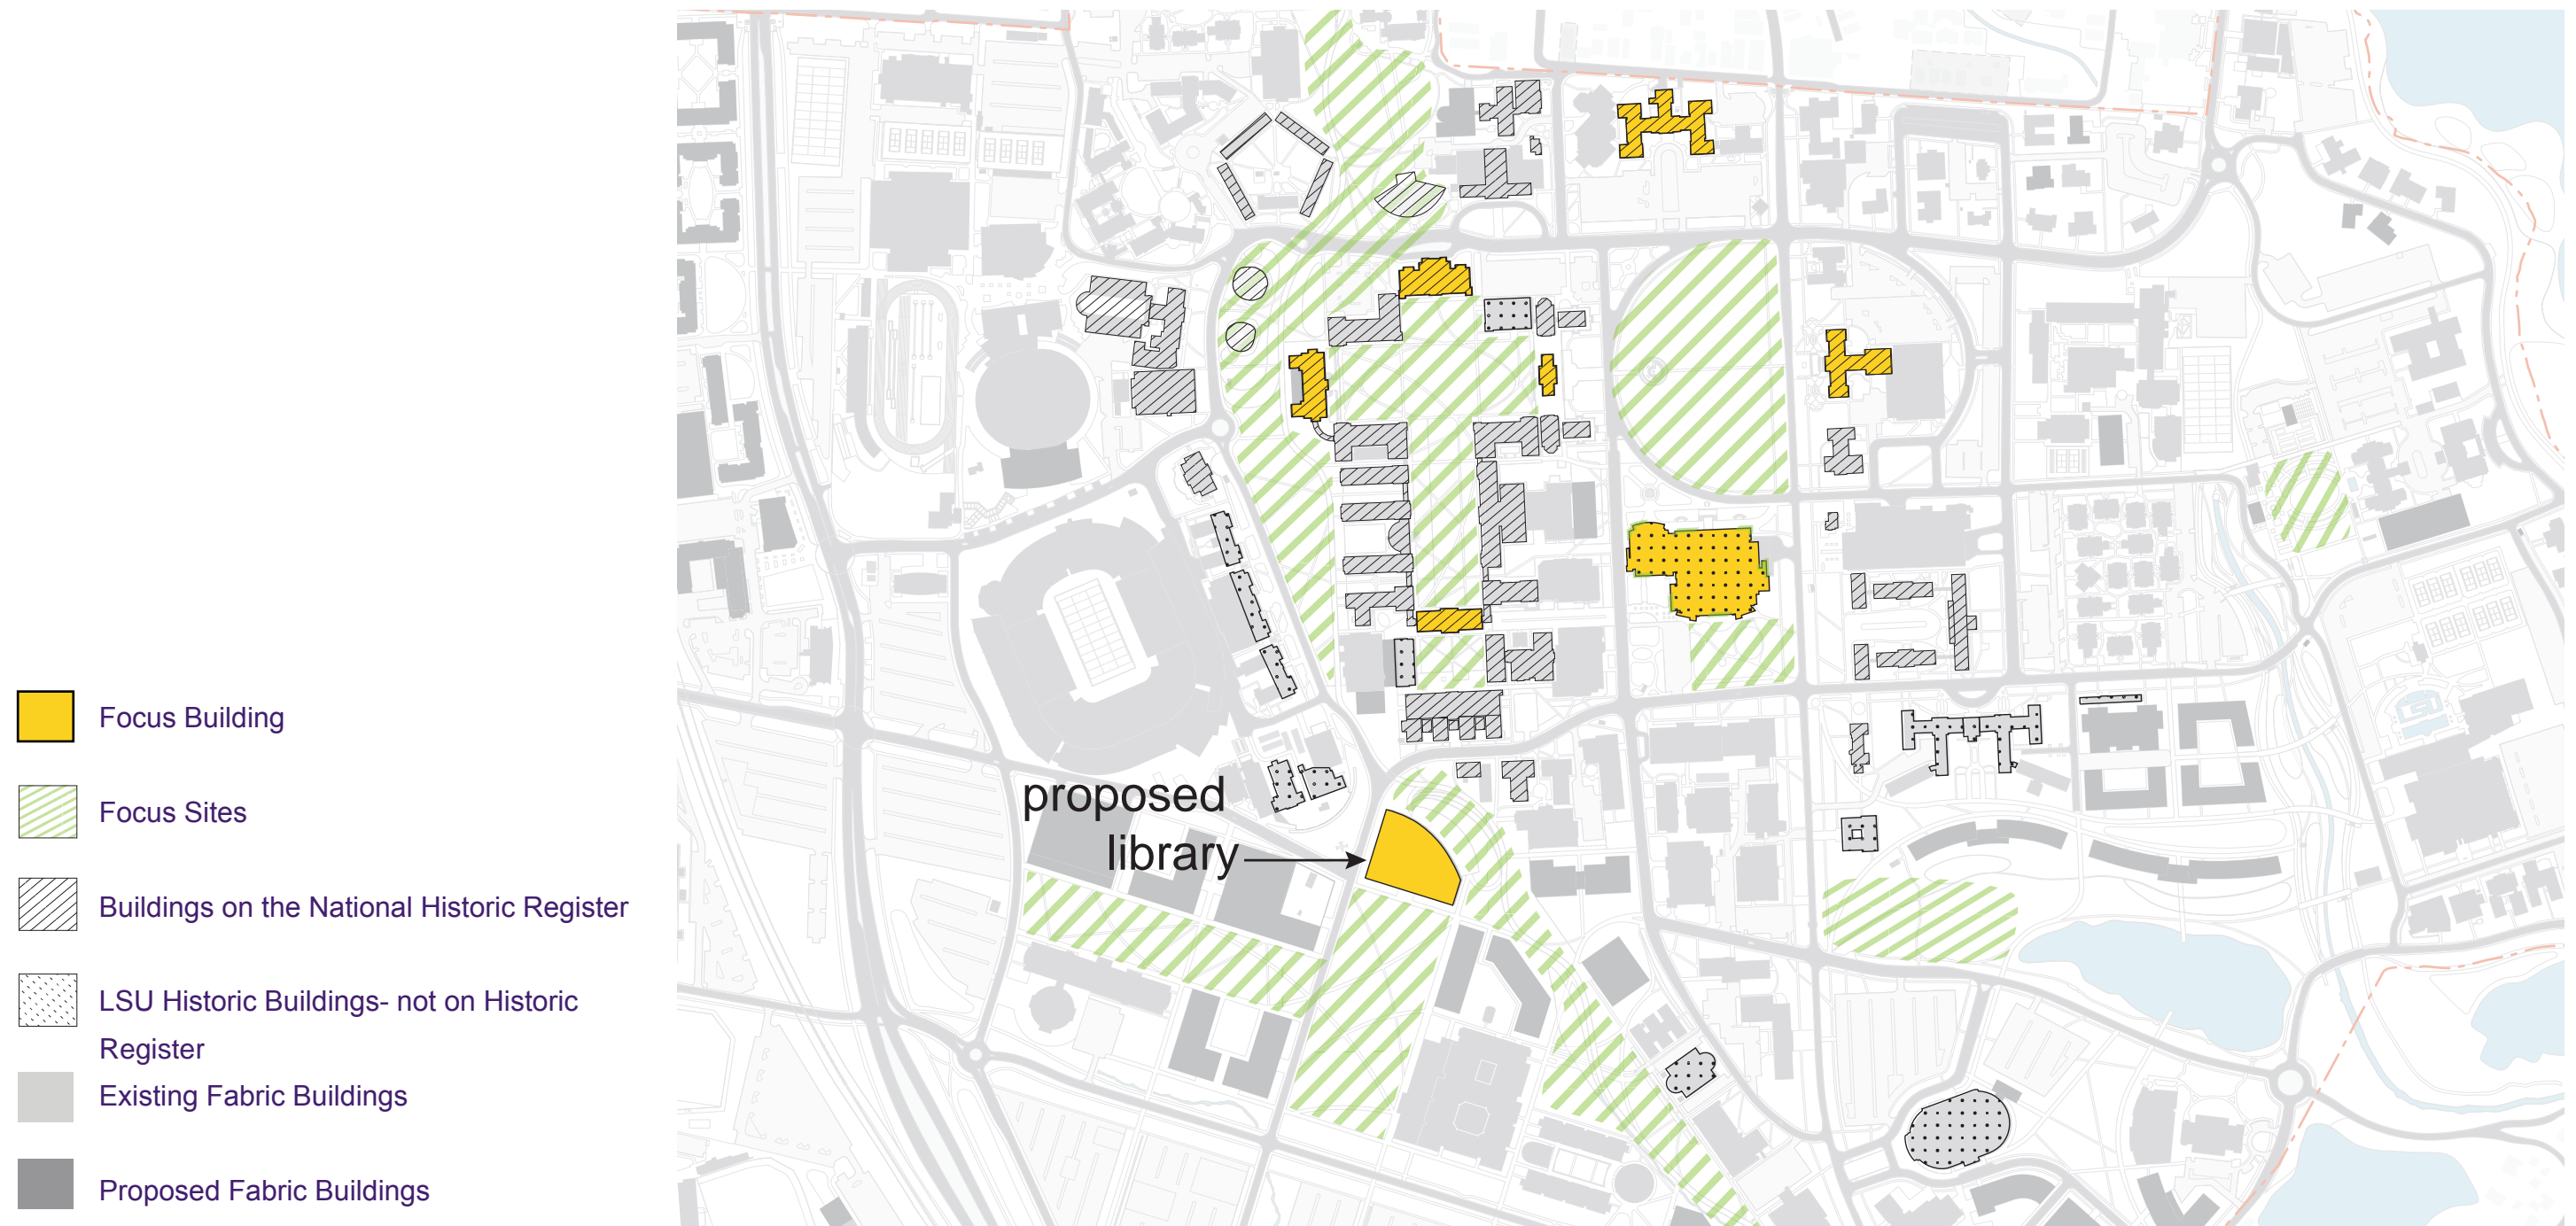 Focus Building
Focus Sites
Buildings on the National Historic Register
LSU Historic Buildings- not on Historic
Register
Existing Fabric Buildings
Proposed Fabric Buildings
proposed
library